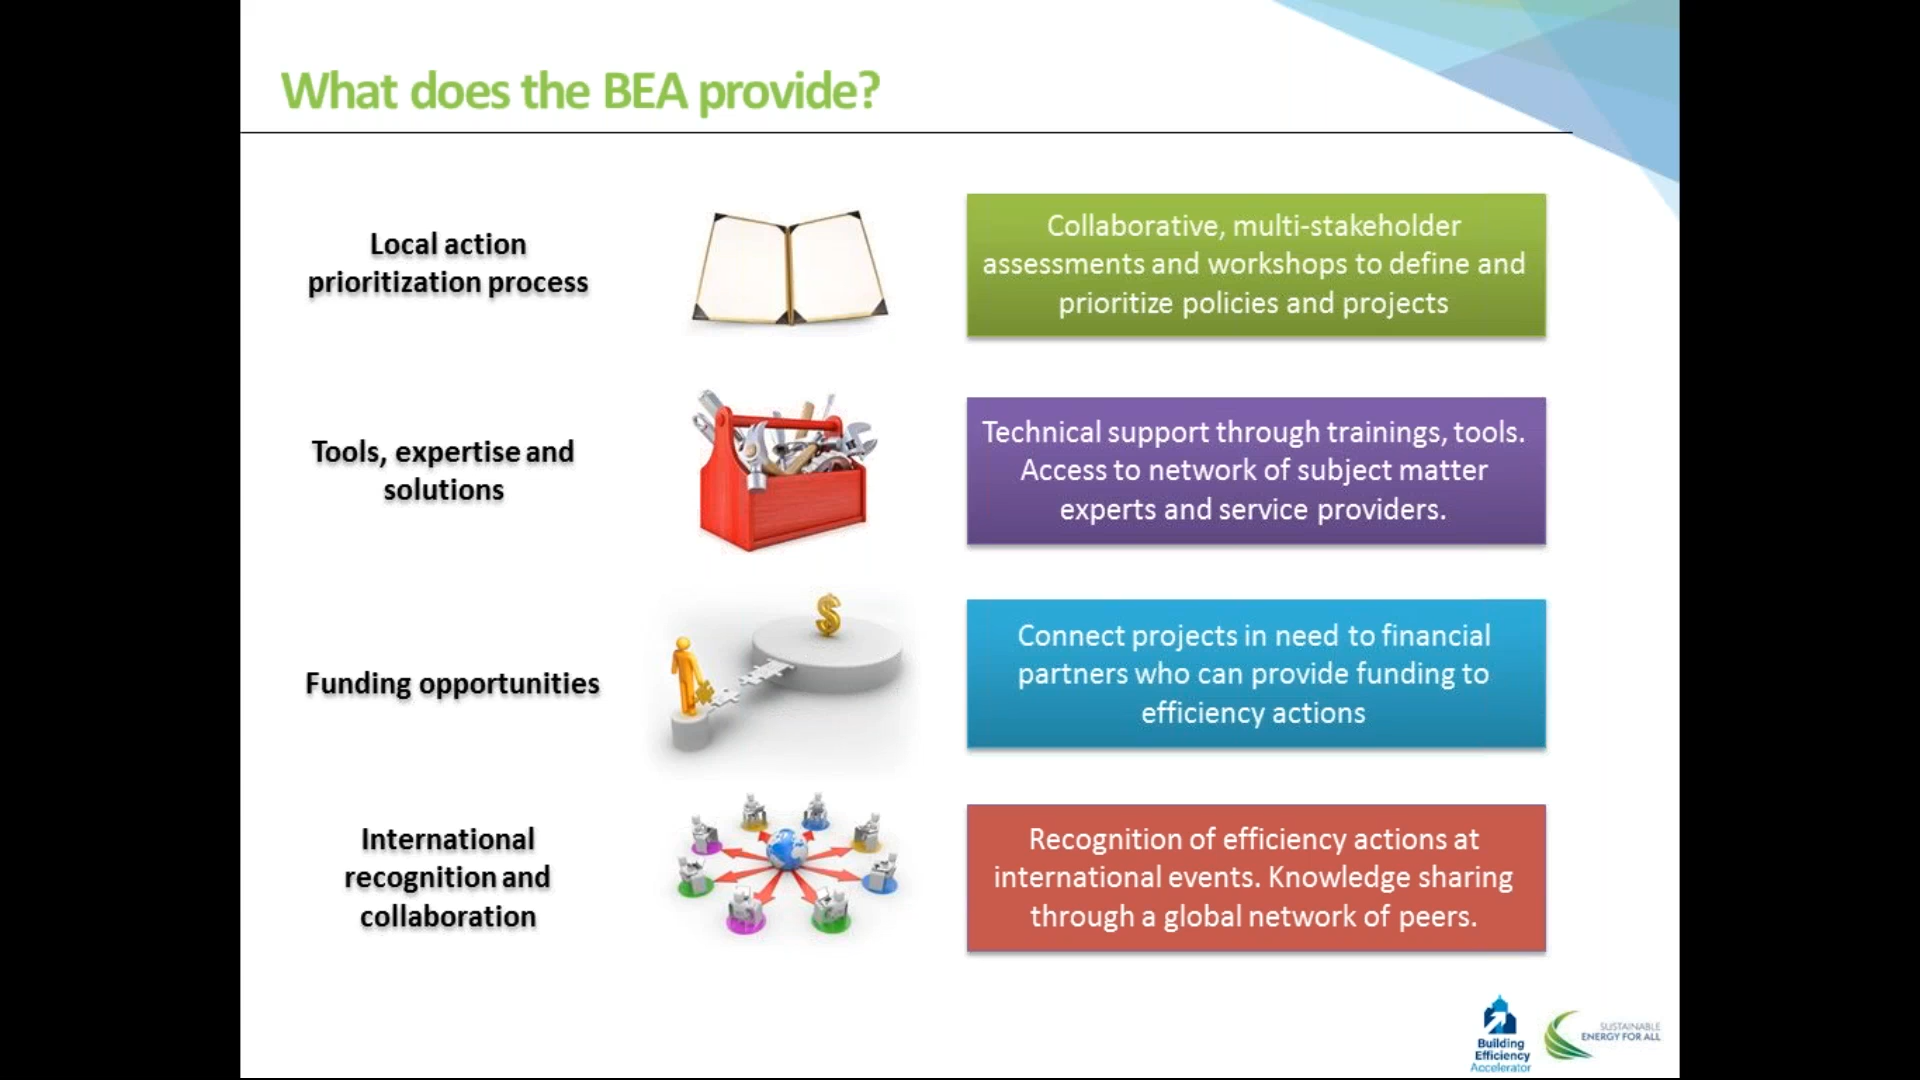 What does the BEA provide?
Local action
prioritization process
Collaborative, multi-stakeholder
assessments and workshops to define and
prioritize policies and projects
Tools, expertise and
solutions
Technical support through trainings, tools.
Access to network of subject matter
experts and service providers.
Funding opportunities
$
Connect projects in need to financial
partners who can provide funding to
efficiency actions
International
recognition and
collaboration
Recognition of efficiency actions at
international events. Knowledge sharing
through a global network of peers.
Building
Efficiency
Accelerator
SUSTAINABLE
ENERGY FOR ALL